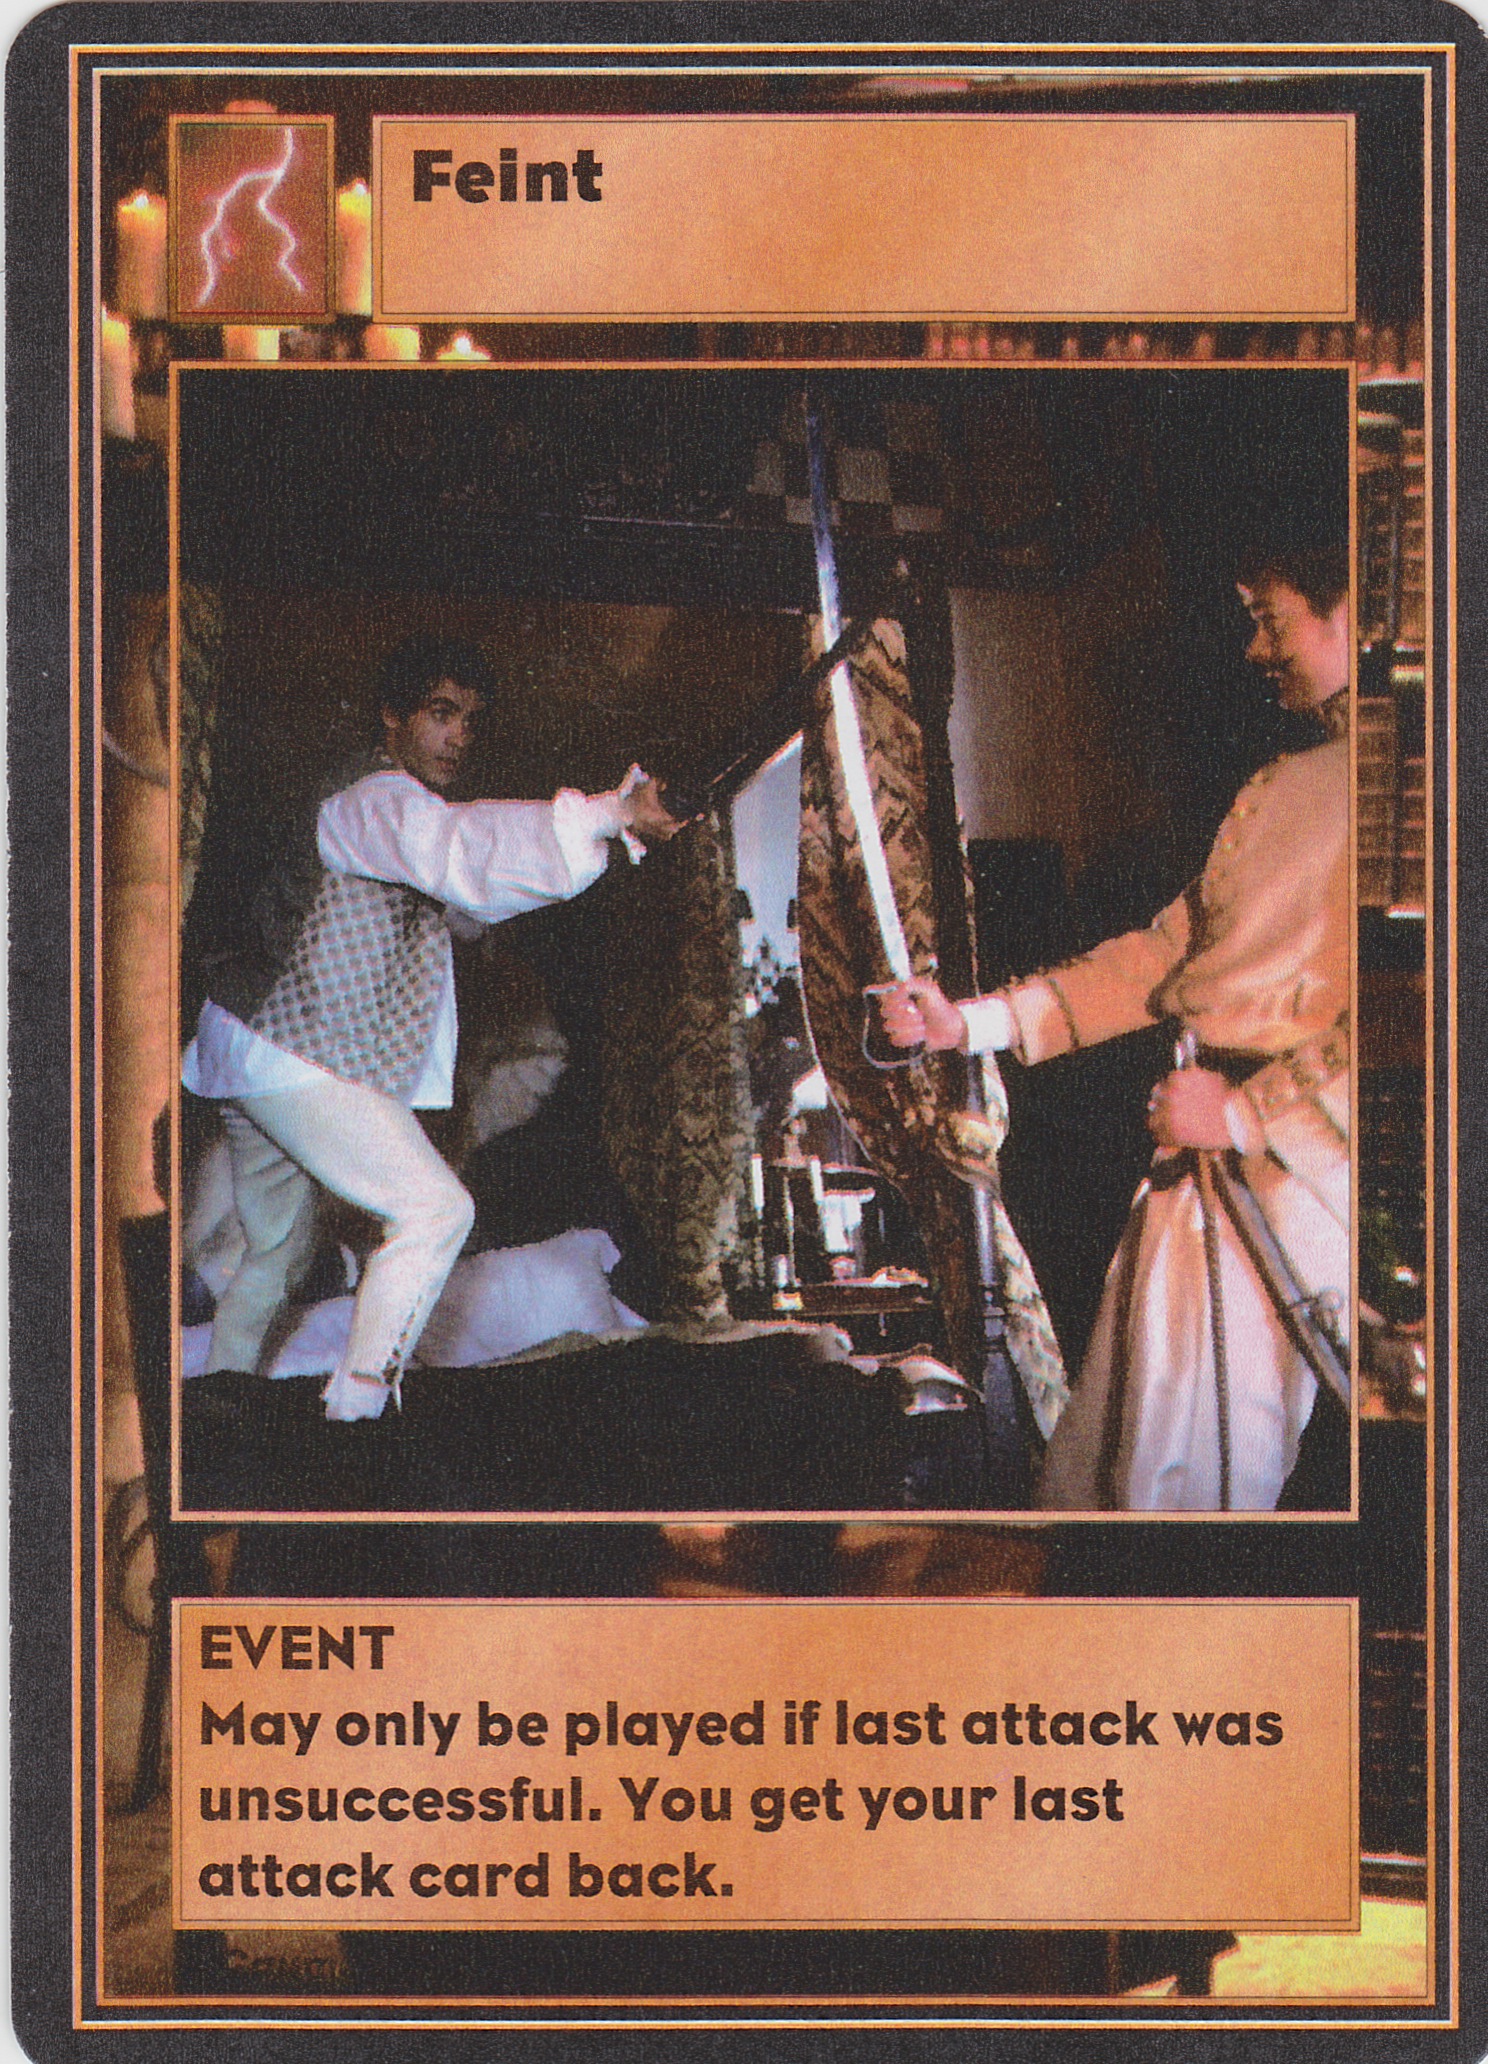 Feint
EVENT
May only be played if last attack was
unsuccessful. You get your last
attack card back.